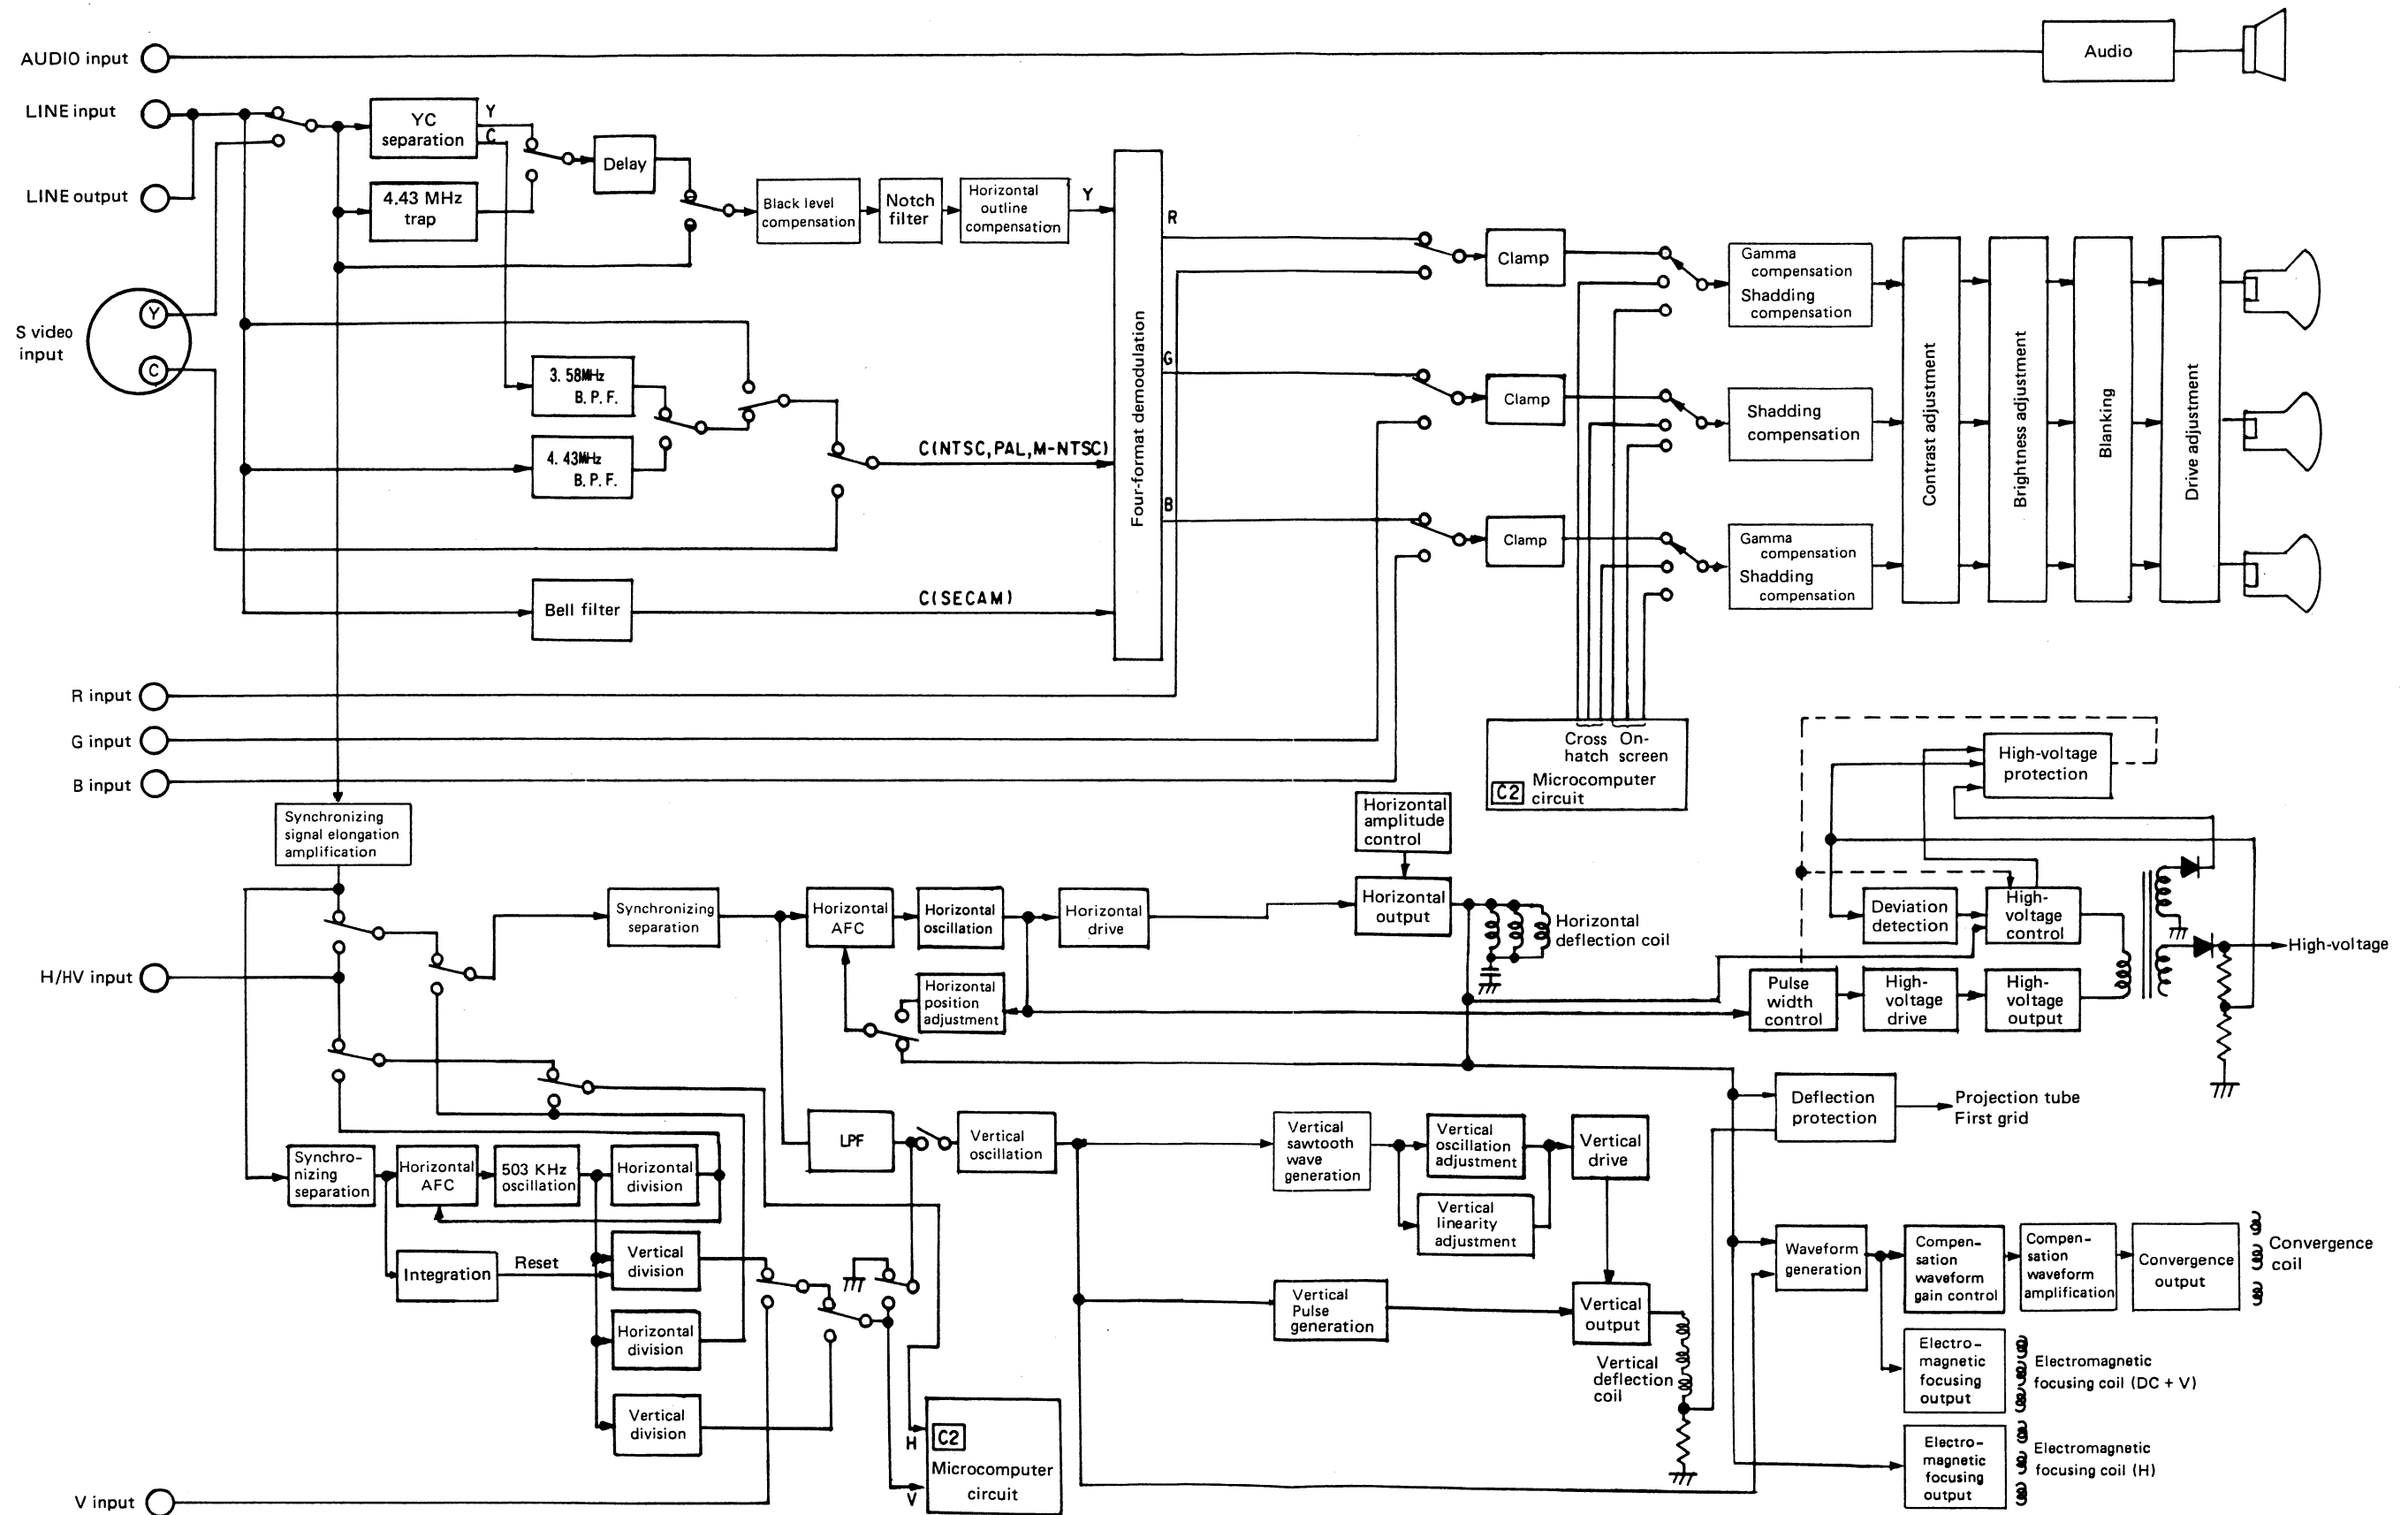 AUDIO input
Audio
LINE input
YC
separation
Y
C
Delay
LINE output
4.43 MHz
trap
Black level
compensation
Notch
filter
Horizontal
outline
compensation
Y
Four-format demodulation
R
G
B
Clamp
Clamp
Clamp
Gamma
compensation
Shadding
compensation
Shadding
compensation
Gamma
compensation
Shadding
compensation
Contrast adjustment
Brightness adjustment
Blanking
Drive adjustment
S video
input
Y
C
3.58MHz
B.P.F.
4.43MHz
B.P.F.
C(NTSC,PAL,M-NTSC)
Bell filter
C(SECAM)
R input
G input
B input
Cross
hatch
On-
screen
C2
Microcomputer
circuit
High-voltage
protection
Synchronizing
signal elongation
amplification
Horizontal
amplitude
control
Synchronizing
separation
Horizontal
AFC
Horizontal
oscillation
Horizontal
drive
Horizontal
output
Horizontal
deflection coil
Deviation
detection
High-
voltage
control
High-voltage
H/HV input
Horizontal
position
adjustment
Pulse
width
control
High-
voltage
drive
High-
voltage
output
Deflection
protection
Projection tube
First grid
LPF
Vertical
oscillation
Vertical
sawtooth
wave
generation
Vertical
oscillation
adjustment
Vertical
drive
Vertical
linearity
adjustment
Synchro-
nizing
separation
Horizontal
AFC
503 KHz
oscillation
Horizontal
division
Integration
Reset
Vertical
division
Horizontal
division
Vertical
division
Vertical
Pulse
generation
Vertical
output
Vertical
deflection
coil
Waveform
generation
Compen-
sation
waveform
gain control
Compen-
sation
waveform
amplification
Convergence
output
Convergence
coil
Electro-
magnetic
focusing
output
Electromagnetic
focusing coil (DC + V)
Electro-
magnetic
focusing
output
Electromagnetic
focusing coil (H)
H
V
C2
Microcomputer
circuit
V input